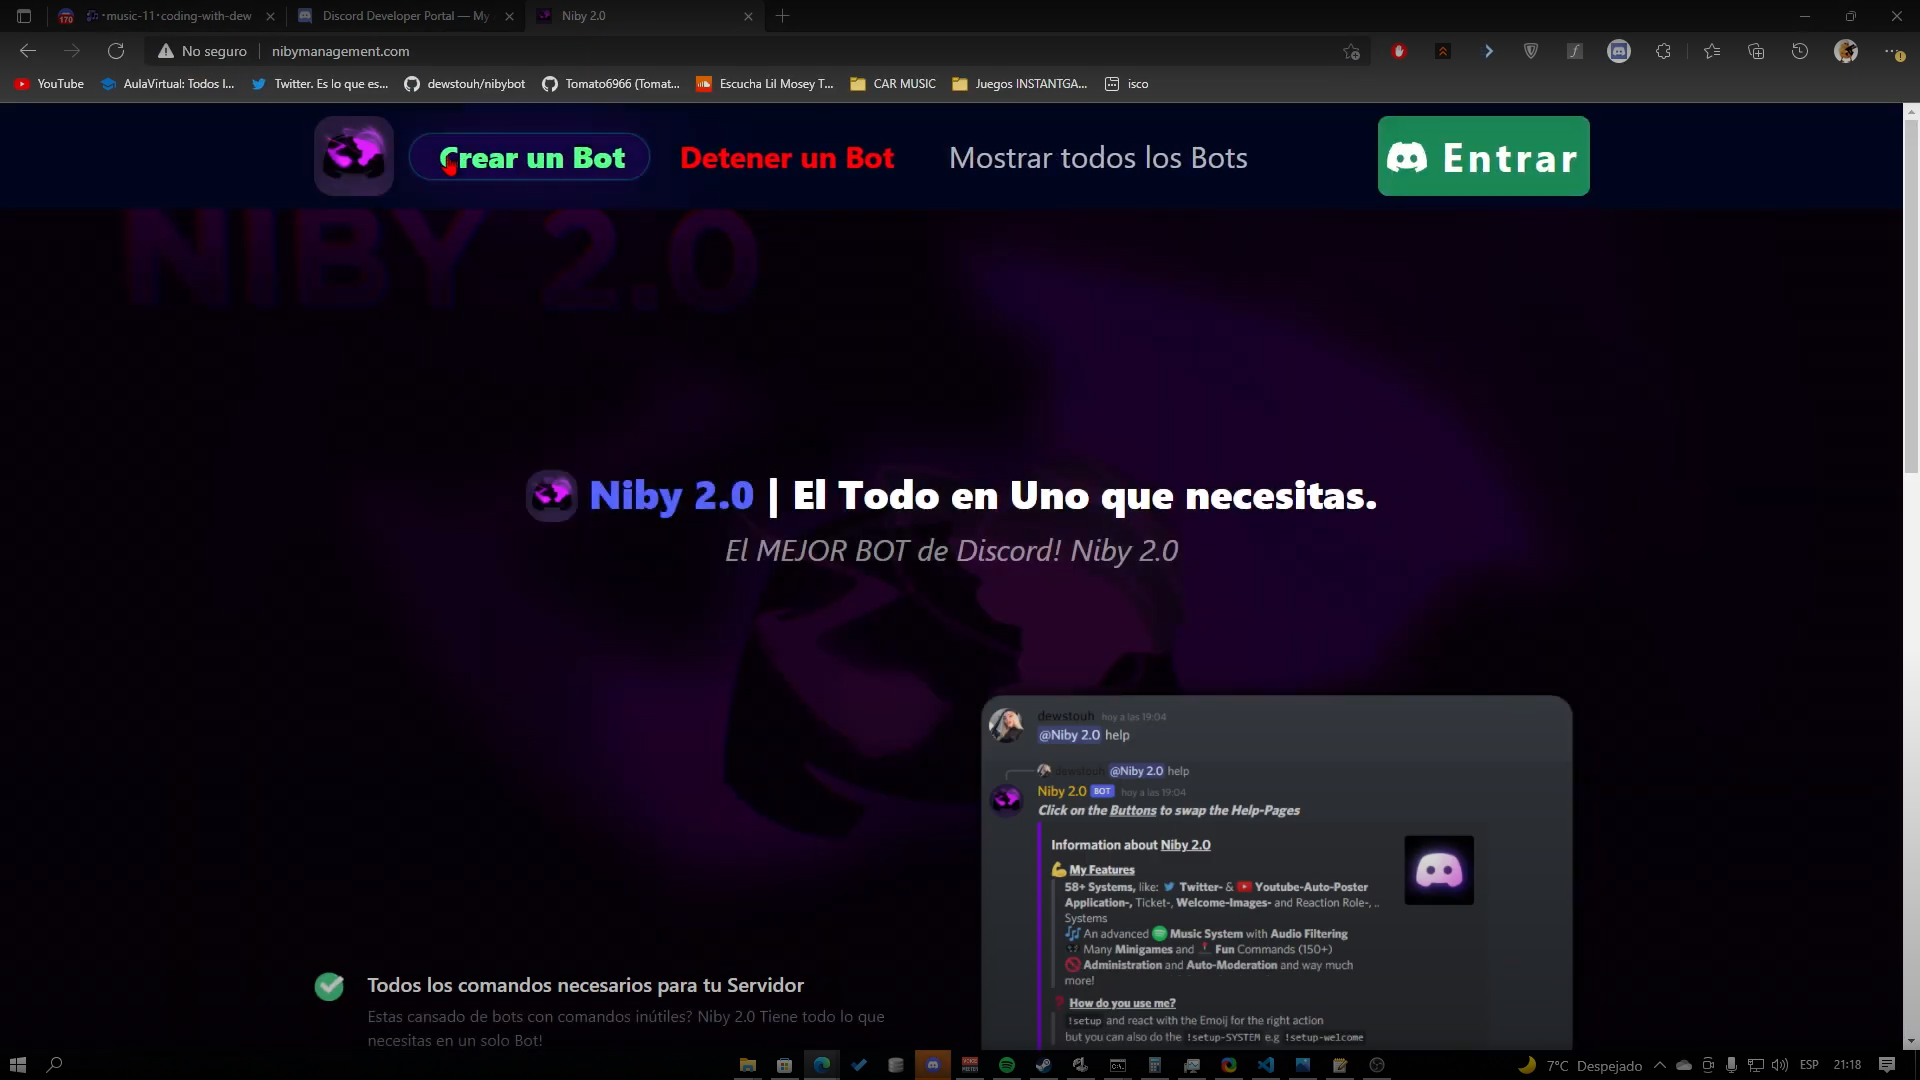 170
·music-11·coding-with-dew
Discord Developer Portal — My
Niby 2.0
No seguro
nibymanagement.com
YouTube
AulaVirtual: Todos l...
Twitter. Es lo que es...
dewstouh/nibybot
Tomato6966 (Tomat...
Escucha Lil Mosey T...
CAR MUSIC
Juegos INSTANTGA...
isco
Crear un Bot
Detener un Bot
Mostrar todos los Bots
Entrar
NIBY 2.0
Niby 2.0 | El Todo en Uno que necesitas.
El MEJOR BOT de Discord! Niby 2.0
dewstouh hoy a las 19:04
@Niby 2.0 help
dewstouh @Niby 2.0 help
Niby 2.0 BOT hoy a las 19:04
Click on the Buttons to swap the Help-Pages
Information about Niby 2.0
My Features
58+ Systems, like: Twitter- & Youtube-Auto-Poster
Application-, Ticket-, Welcome-Images- and Reaction Role-, ..
Systems
An advanced Music System with Audio Filtering
Many Minigames and Fun Commands (150+)
Administration and Auto-Moderation and way much
more!
How do you use me?
!setup and react with the Emoij for the right action
but you can also do the !setup-SYSTEM e.g !setup-welcome
Todos los comandos necesarios para tu Servidor
Estas cansado de bots con comandos inútiles? Niby 2.0 Tiene todo lo que
necesitas en un solo Bot!
7°C Despejado
ESP
21:18